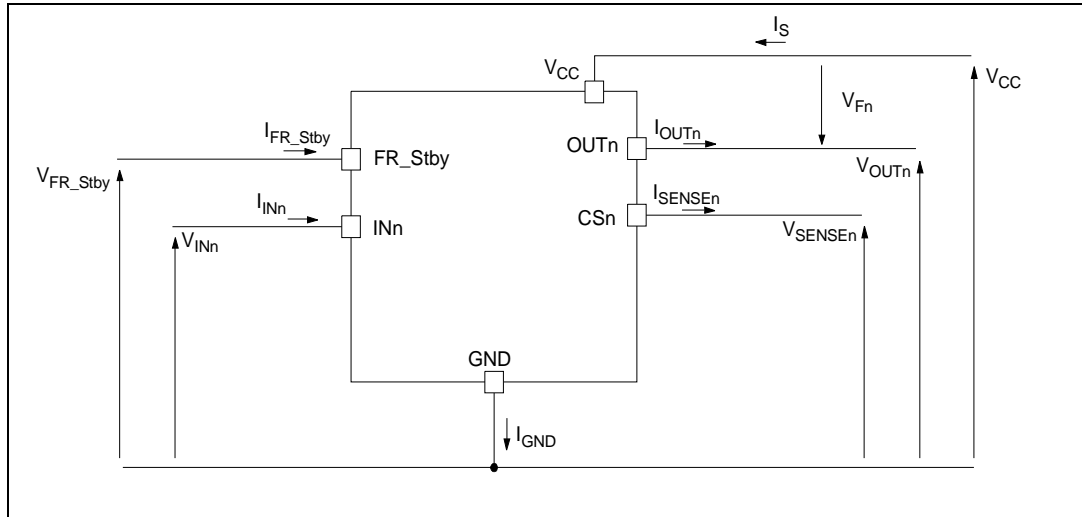 I_S
V_CC
V_CC
V_Fn
I_FR_Stby
FR_Stby
OUTn
I_OUTn
V_FR_Stby
V_OUTn
I_INn
INn
CSn
I_SENSEn
V_INn
V_SENSEn
GND
I_GND